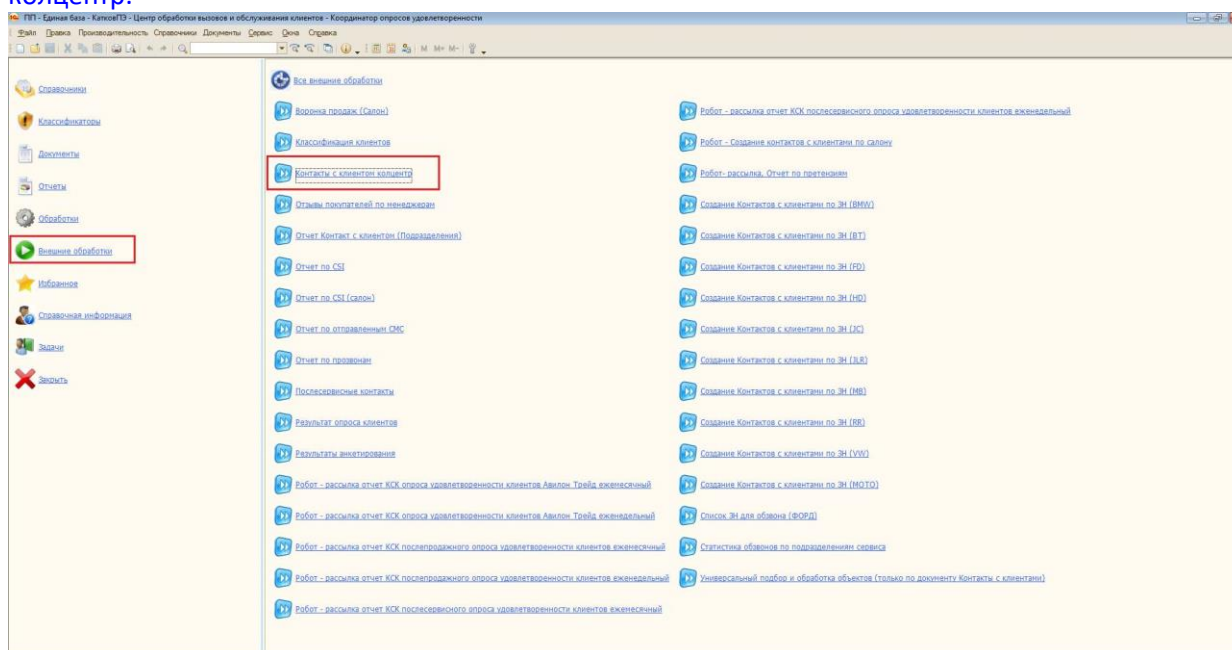 колцентр.
ПП - Единая база - КатковПЭ - Центр обработки вызовов и обслуживания клиентов - Координатор опросов удовлетворенности
Файл Правка Производительность Справочники Документы Сервис Окна Справка
M M+ M-
Справочники
Классификаторы
Документы
Отчеты
Обработки
Внешние обработки
Избранное
Справочная информация
Задачи
Закрыть
Все внешние обработки
Воронка продаж (Салон)
Классификация клиентов
Контакты с клиентом колцентр
Отзывы покупателей по менеджерам
Отчет Контакт с клиентом (Подразделения)
Отчет по CSI
Отчет по CSI (салон)
Отчет по отправленным СМС
Отчет по прозвонам
Послесервисные контакты
Результат опроса клиентов
Результаты анкетирования
Робот - рассылка отчет КСК опроса удовлетворенности клиентов Авилон Трейд ежемесячный
Робот - рассылка отчет КСК опроса удовлетворенности клиентов Авилон Трейд еженедельный
Робот - рассылка отчет КСК послепродажного опроса удовлетворенности клиентов ежемесячный
Робот - рассылка отчет КСК послепродажного опроса удовлетворенности клиентов еженедельный
Робот - рассылка отчет КСК послесервисного опроса удовлетворенности клиентов ежемесячный
Робот - рассылка отчет КСК послесервисного опроса удовлетворенности клиентов еженедельный
Робот - Создание контактов с клиентами по салону
Робот- рассылка. Отчет по претензиям
Создание Контактов с клиентами по ЗН (BMW)
Создание Контактов с клиентами по ЗН (BT)
Создание Контактов с клиентами по ЗН (FD)
Создание Контактов с клиентами по ЗН (HD)
Создание Контактов с клиентами по ЗН (JC)
Создание Контактов с клиентами по ЗН (JLR)
Создание Контактов с клиентами по ЗН (MB)
Создание Контактов с клиентами по ЗН (RR)
Создание Контактов с клиентами по ЗН (VW)
Создание Контактов с клиентами по ЗН (МОТО)
Список ЗН для обзвона (ФОРД)
Статистика обзвонов по подразделениям сервиса
Универсальный подбор и обработка объектов (только по документу Контакты с клиентами)